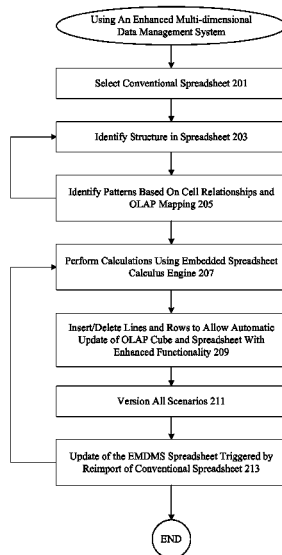 Using An Enhanced Multi-dimensional
Data Management System
Select Conventional Spreadsheet 201
Identify Structure in Spreadsheet 203
Identify Patterns Based On Cell Relationships and
OLAP Mapping 205
Perform Calculations Using Embedded Spreadsheet
Calculus Engine 207
Insert/Delete Lines and Rows to Allow Automatic
Update of OLAP Cube and Spreadsheet With
Enhanced Functionality 209
Version All Scenarios 211
Update of the EMDMS Spreadsheet Triggered by
Reimport of Conventional Spreadsheet 213
END